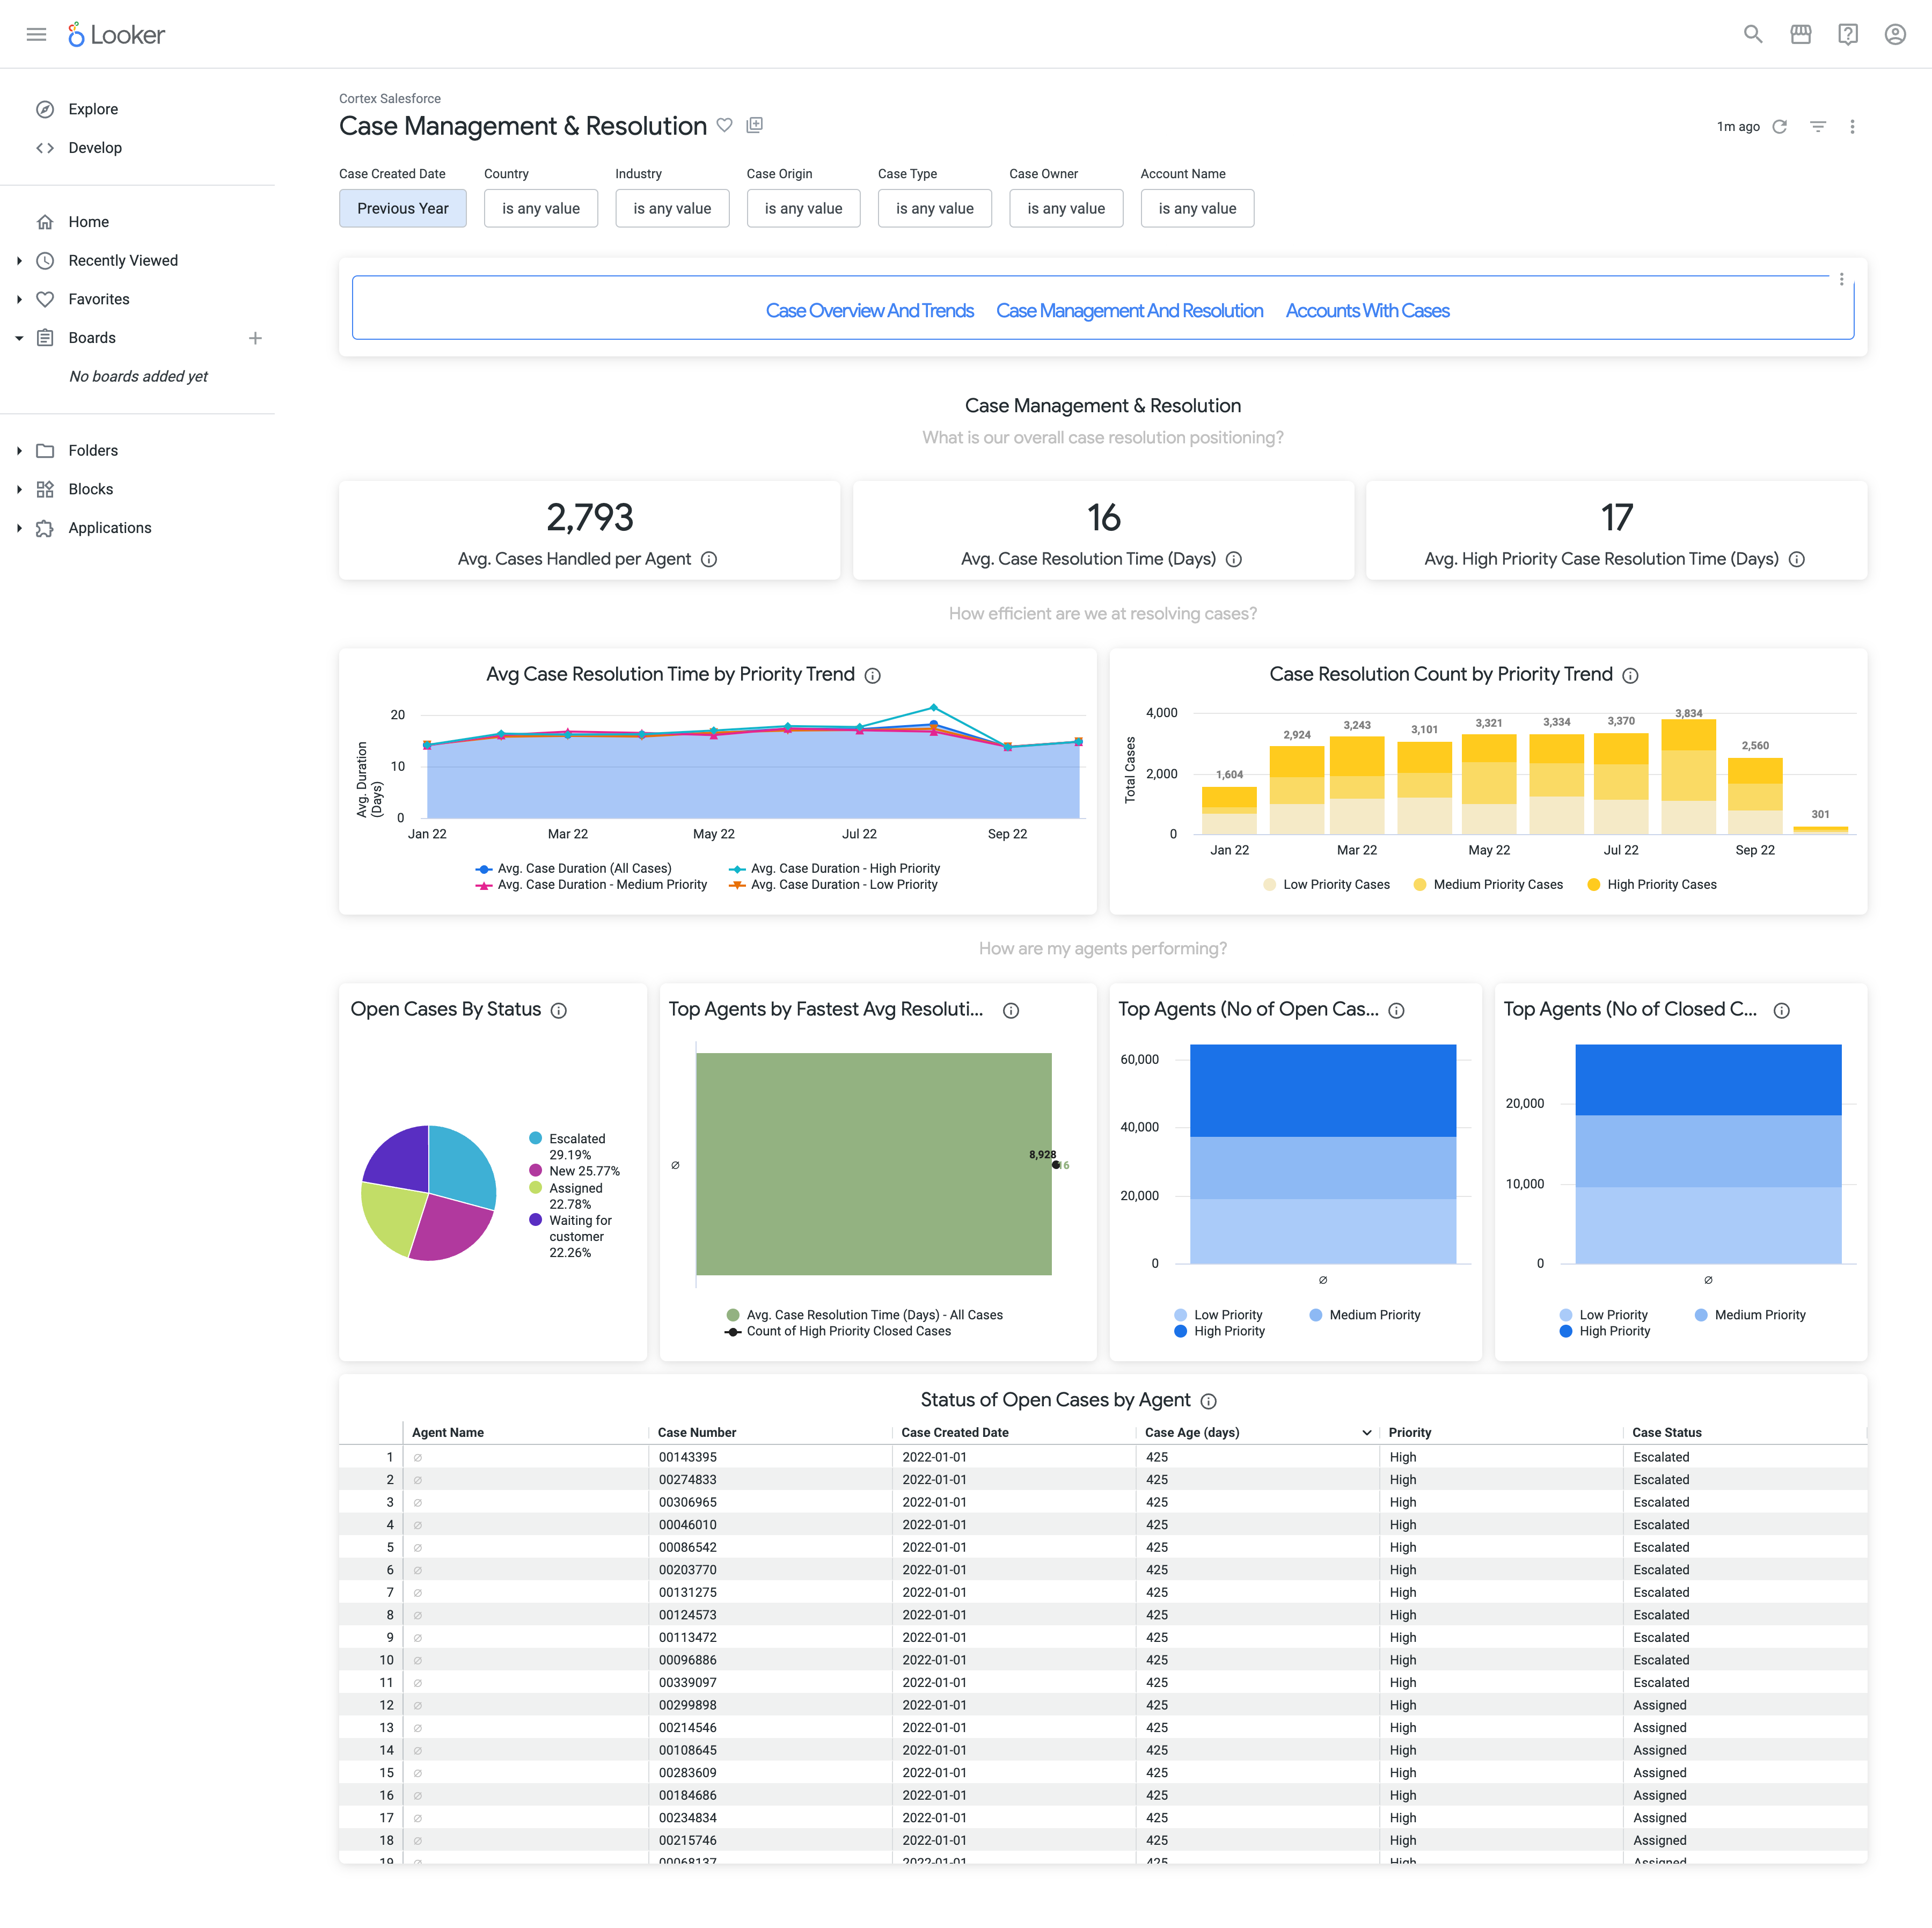 Looker
Explore
Develop
Home
Recently Viewed
Favorites
Boards
No boards added yet
Folders
Blocks
Applications
Cortex Salesforce
Case Management & Resolution
1m ago
Case Created Date Country Industry Case Origin Case Type Case Owner Account Name
Previous Year is any value is any value is any value is any value is any value is any value
Case Overview And Trends Case Management And Resolution Accounts With Cases
Case Management & Resolution
What is our overall case resolution positioning?
2,793
Avg. Cases Handled per Agent
16
Avg. Case Resolution Time (Days)
17
Avg. High Priority Case Resolution Time (Days)
How efficient are we at resolving cases?
Avg Case Resolution Time by Priority Trend
Avg. Duration
(Days)
20
10
0
Jan 22 Mar 22 May 22 Jul 22 Sep 22
Avg. Case Duration (All Cases) Avg. Case Duration - High Priority
Avg. Case Duration - Medium Priority Avg. Case Duration - Low Priority
Case Resolution Count by Priority Trend
Total Cases
4,000
2,000
0
1,604 2,924 3,243 3,101 3,321 3,334 3,370 3,834 2,560 301
Jan 22 Mar 22 May 22 Jul 22 Sep 22
Low Priority Cases Medium Priority Cases High Priority Cases
How are my agents performing?
Open Cases By Status
Escalated
29.19%
New 25.77%
Assigned
22.78%
Waiting for
customer
22.26%
Top Agents by Fastest Avg Resoluti...
∅
8,928
16
Avg. Case Resolution Time (Days) - All Cases
Count of High Priority Closed Cases
Top Agents (No of Open Cas...
60,000
40,000
20,000
0
∅
Low Priority Medium Priority
High Priority
Top Agents (No of Closed C...
20,000
10,000
0
∅
Low Priority Medium Priority
High Priority
Status of Open Cases by Agent
Agent Name Case Number Case Created Date Case Age (days) Priority Case Status
1 ∅ 00143395 2022-01-01 425 High Escalated
2 ∅ 00274833 2022-01-01 425 High Escalated
3 ∅ 00306965 2022-01-01 425 High Escalated
4 ∅ 00046010 2022-01-01 425 High Escalated
5 ∅ 00086542 2022-01-01 425 High Escalated
6 ∅ 00203770 2022-01-01 425 High Escalated
7 ∅ 00131275 2022-01-01 425 High Escalated
8 ∅ 00124573 2022-01-01 425 High Escalated
9 ∅ 00113472 2022-01-01 425 High Escalated
10 ∅ 00096886 2022-01-01 425 High Escalated
11 ∅ 00339097 2022-01-01 425 High Escalated
12 ∅ 00299898 2022-01-01 425 High Assigned
13 ∅ 00214546 2022-01-01 425 High Assigned
14 ∅ 00108645 2022-01-01 425 High Assigned
15 ∅ 00283609 2022-01-01 425 High Assigned
16 ∅ 00184686 2022-01-01 425 High Assigned
17 ∅ 00234834 2022-01-01 425 High Assigned
18 ∅ 00215746 2022-01-01 425 High Assigned
19 ∅ 00068137 2022-01-01 425 High Assigned